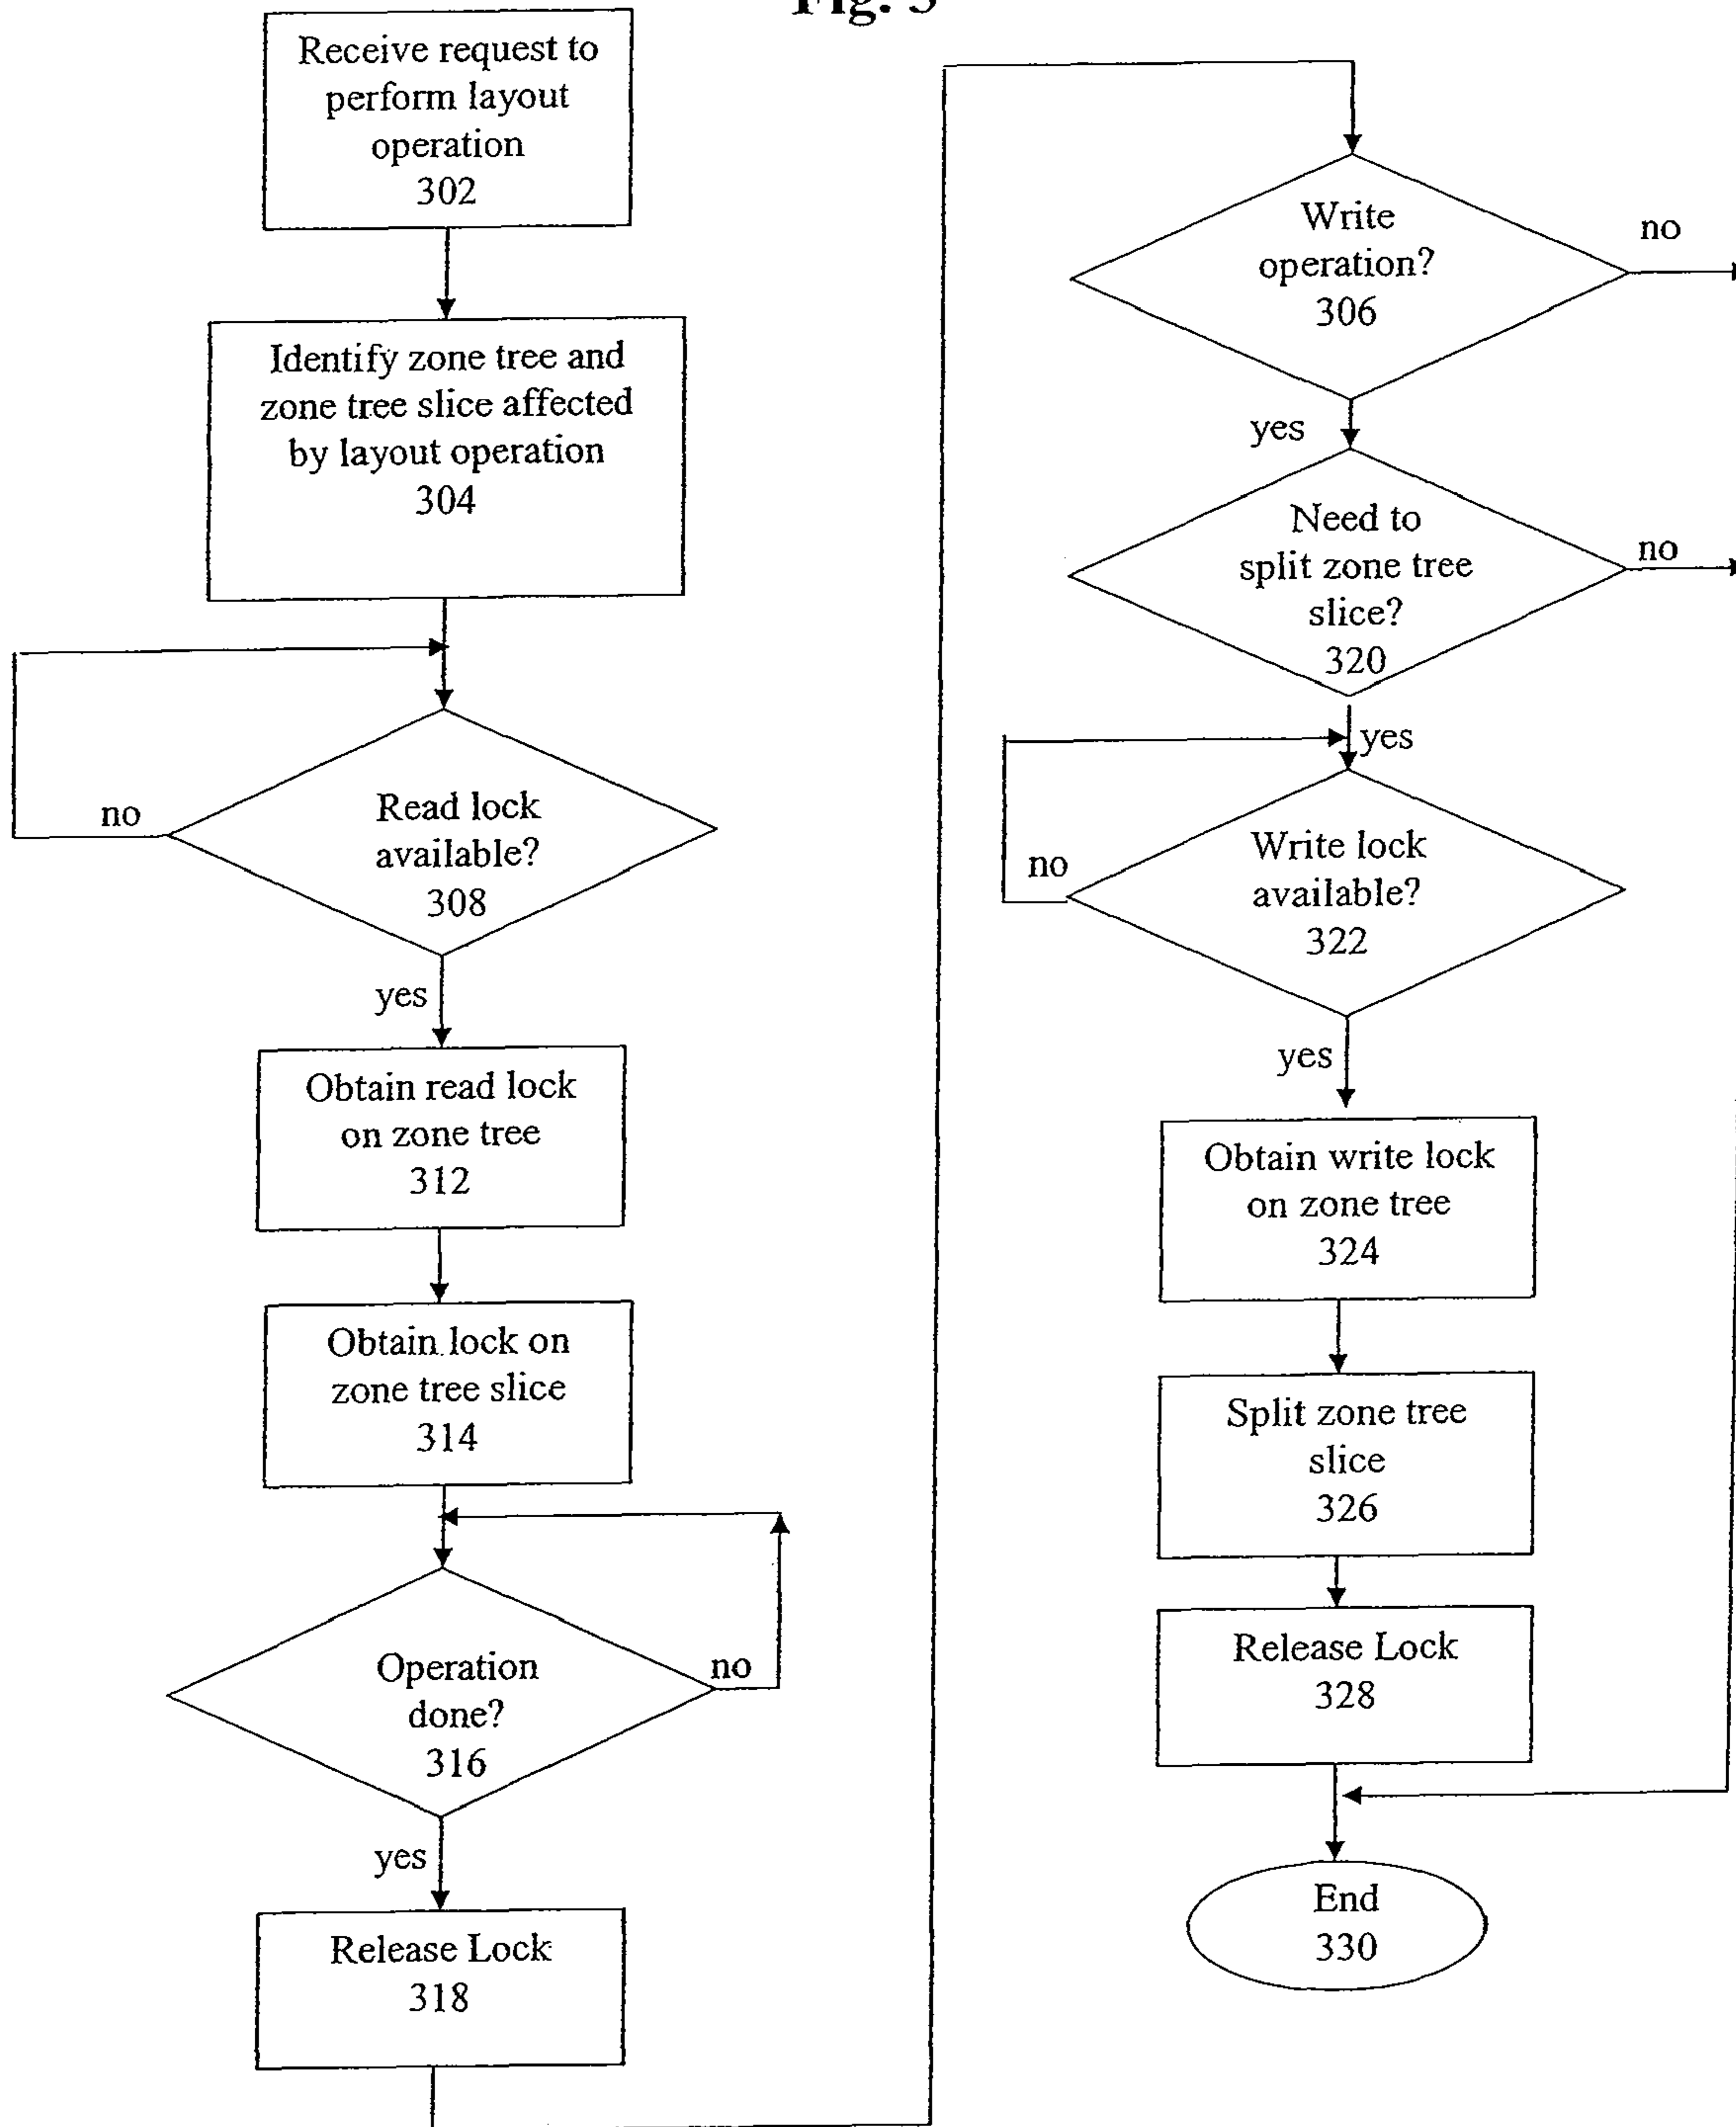 Fig. 3
Receive request to
perform layout
operation
302
Identify zone tree and
zone tree slice affected
by layout operation
304
no
Read lock
available?
308
yes
Obtain read lock
on zone tree
312
Obtain lock on
zone tree slice
314
Operation
done?
316
no
yes
Release Lock
318
Write
operation?
306
no
yes
Need to
split zone tree
slice?
320
no
yes
Write lock
available?
322
no
yes
Obtain write lock
on zone tree
324
Split zone tree
slice
326
Release Lock
328
End
330